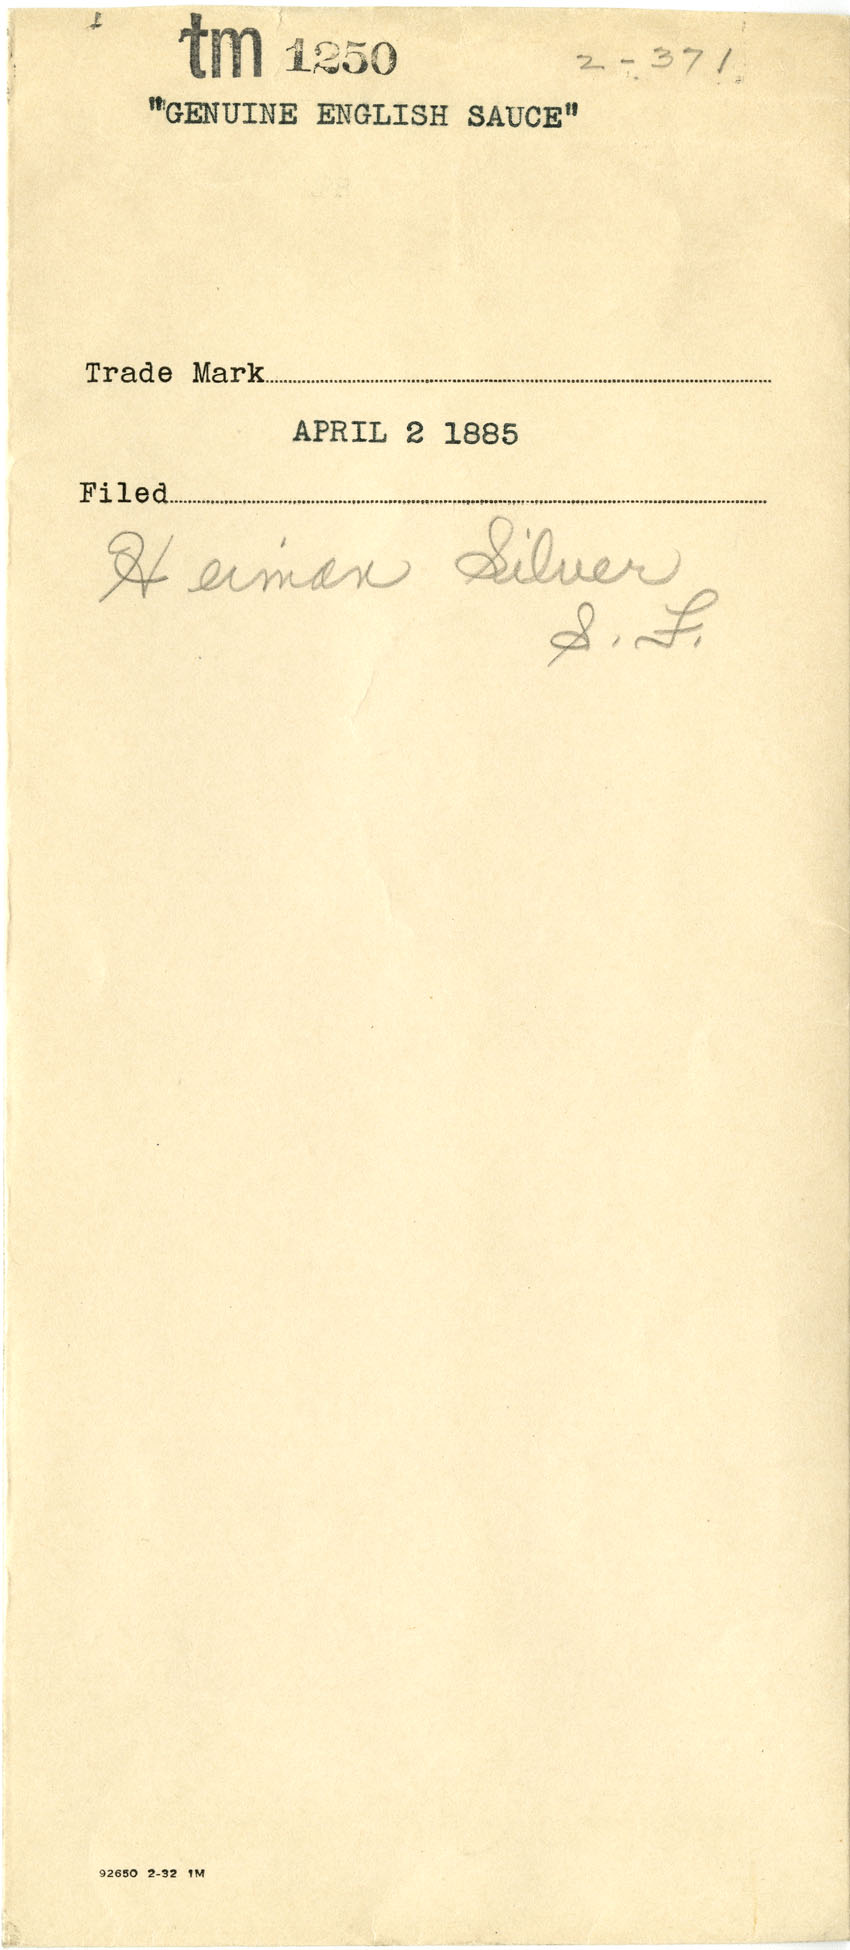 tm 1250 2-371
"GENUINE ENGLISH SAUCE"
Trade Mark
APRIL 2 1885
Filed
Heiman Silver
S. F.
92650 2-32 1M